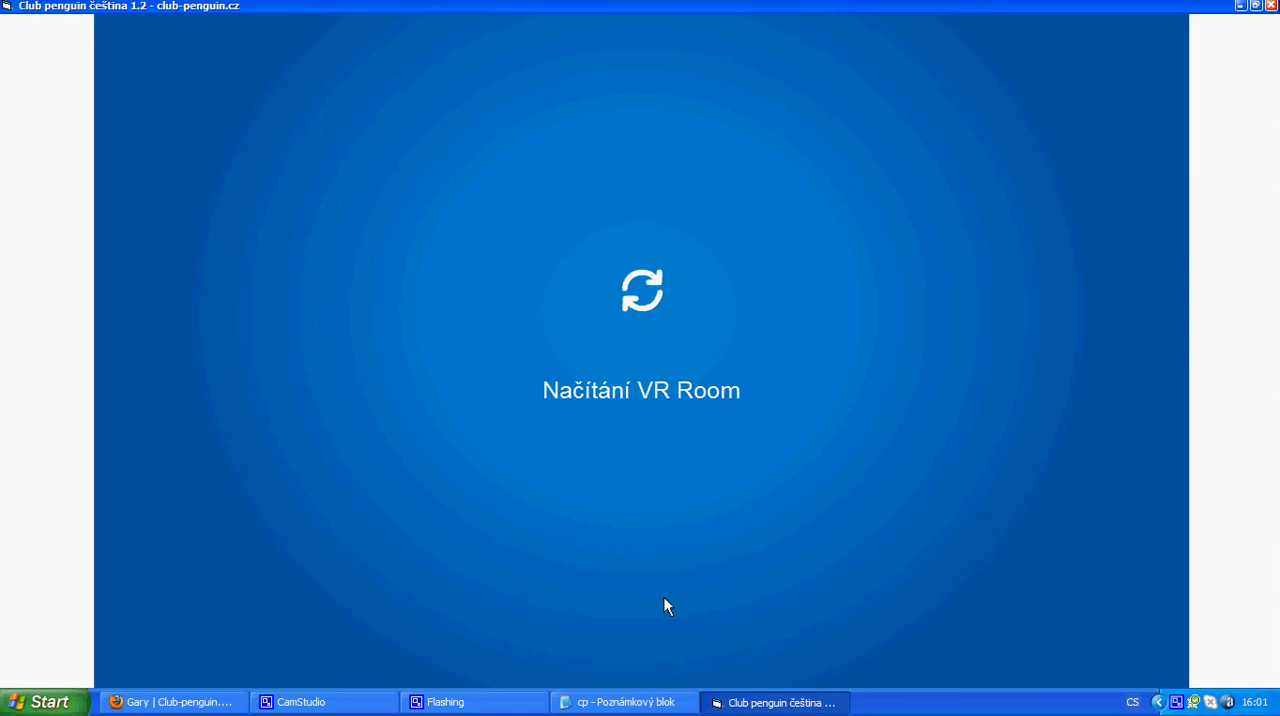 Club penguin čeština 1.2 - club-penguin.cz
Načítání VR Room
Start
Gary | Club-penguin....
CamStudio
Flashing
cp - Poznámkový blok
Club penguin čeština ...
CS
16:01